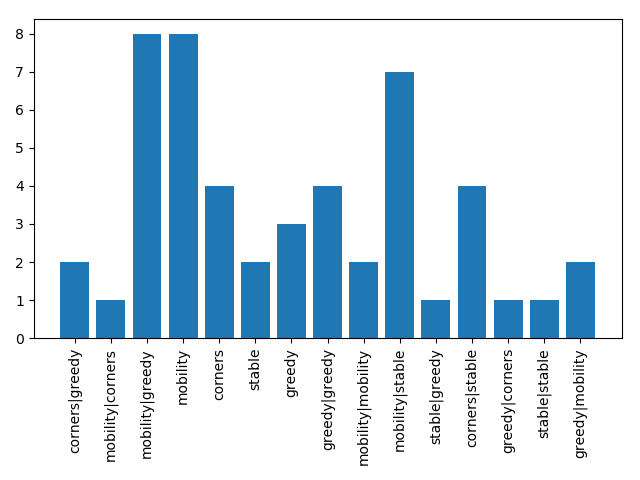 8
7
6
5
4
3
2
1
0
corners|greedy
mobility|corners
mobility|greedy
mobility
corners
stable
greedy
greedy|greedy
mobility|mobility
mobility|stable
stable|greedy
corners|stable
greedy|corners
stable|stable
greedy|mobility